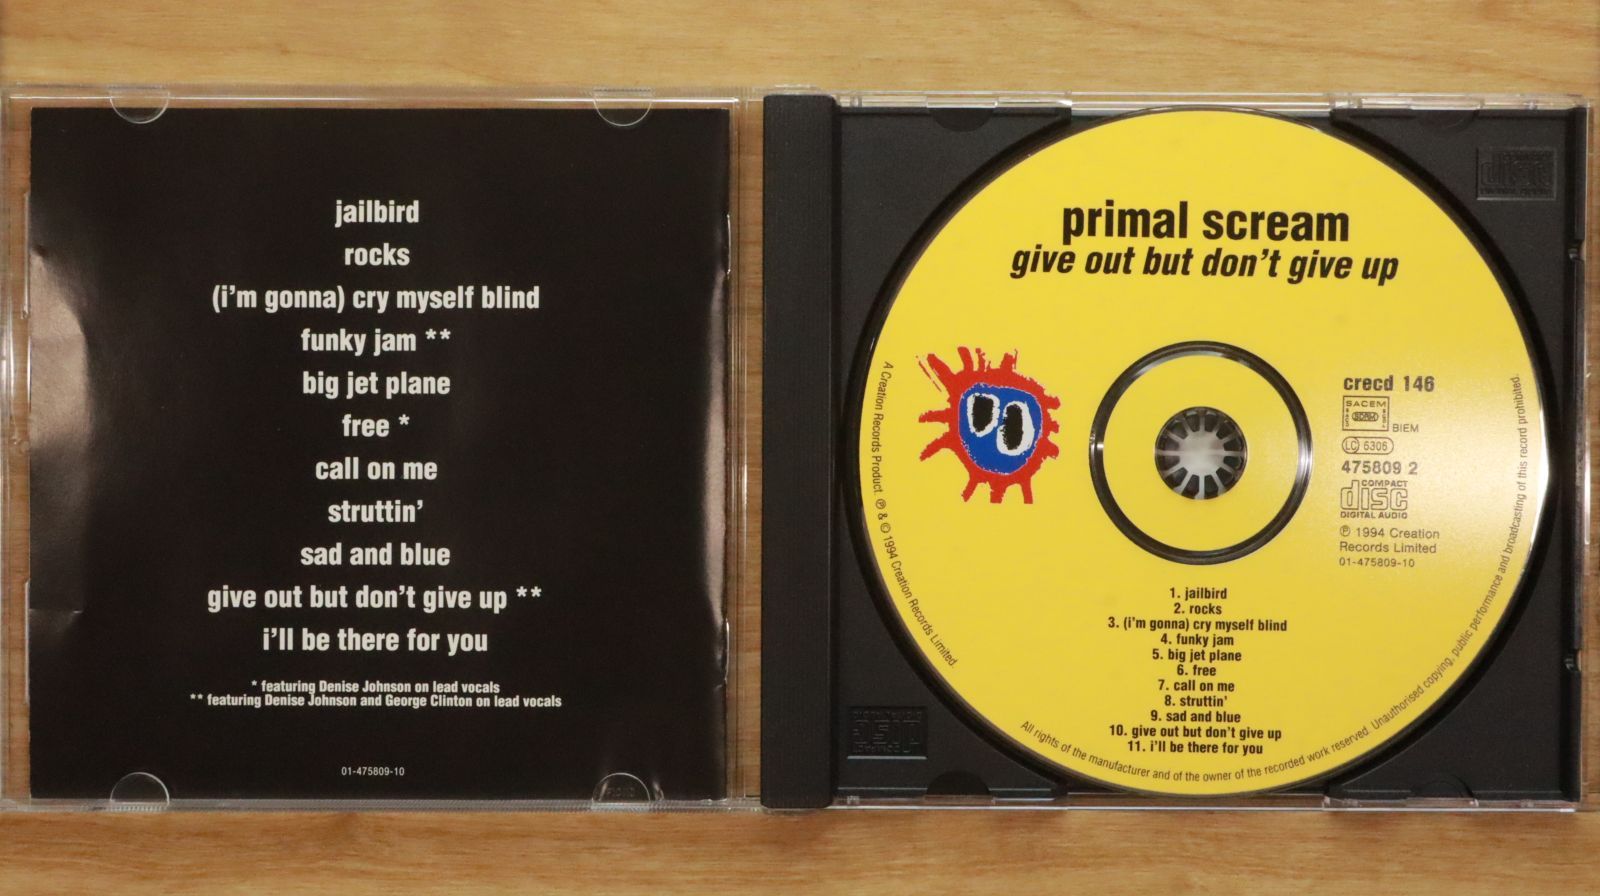 jailbird
rocks
(i'm gonna) cry myself blind
funky jam **
big jet plane
free *
call on me
struttin'
sad and blue
give out but don't give up **
i'll be there for you
* featuring Denise Johnson on lead vocals
** featuring Denise Johnson and George Clinton on lead vocals
01-475809-10
primal scream
give out but don't give up
crecd 146
SACEM
SDRM
BIEM
LC 6306
475809 2
COMPACT
disc
DIGITAL AUDIO
℗ 1994 Creation
Records Limited
01-475809-10
1. jailbird
2. rocks
3. (i'm gonna) cry myself blind
4. funky jam
5. big jet plane
6. free
7. call on me
8. struttin'
9. sad and blue
10. give out but don't give up
11. i'll be there for you
A Creation Records Product. ℗ & © 1994 Creation Records Limited.
All rights of the manufacturer and of the owner of the recorded work reserved. Unauthorised copying, public performance and broadcasting of this record prohibited.